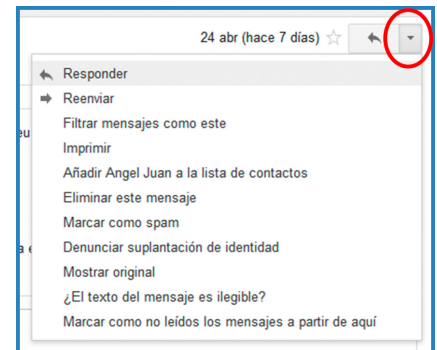 24 abr (hace 7 días)
Responder
Reenviar
eu
Filtrar mensajes como este
Imprimir
Añadir Angel Juan a la lista de contactos
Eliminar este mensaje
Marcar como spam
a e
Denunciar suplantación de identidad
Mostrar original
¿El texto del mensaje es ilegible?
Marcar como no leídos los mensajes a partir de aquí